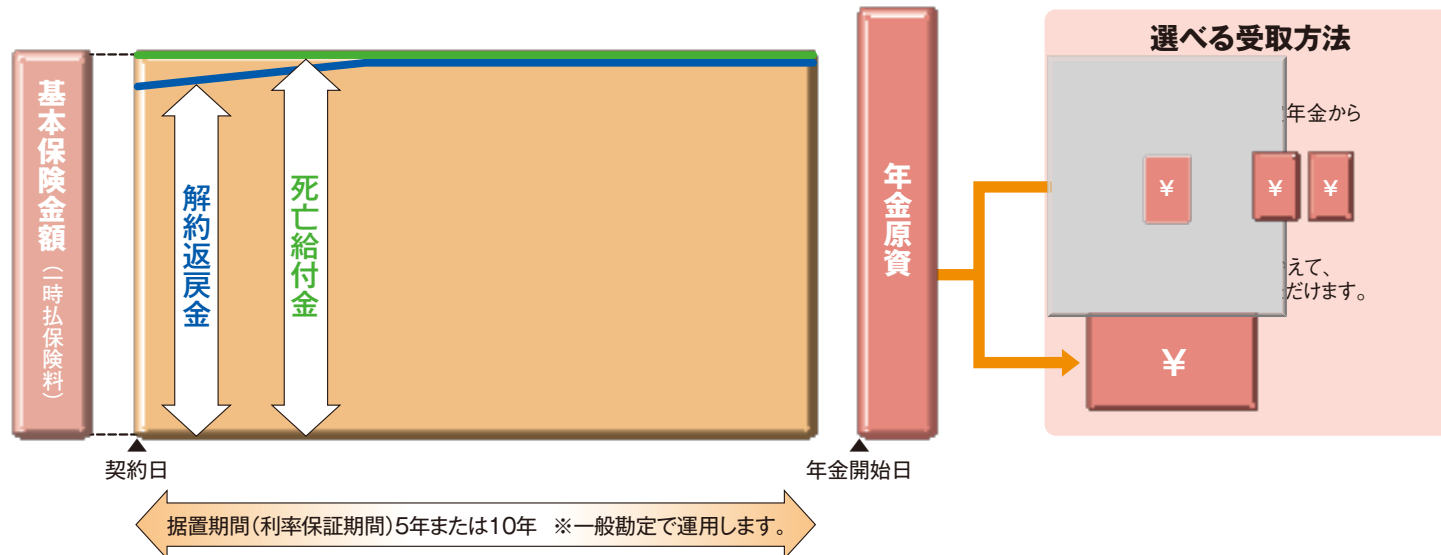 選べる受取方法
基本保険金額(一時払保険料)
解約返戻金
死亡給付金
年金原資
年金から
¥
¥ ¥
えて、
だけます。
¥
契約日
年金開始日
据置期間(利率保証期間)5年または10年 ※一般勘定で運用します。